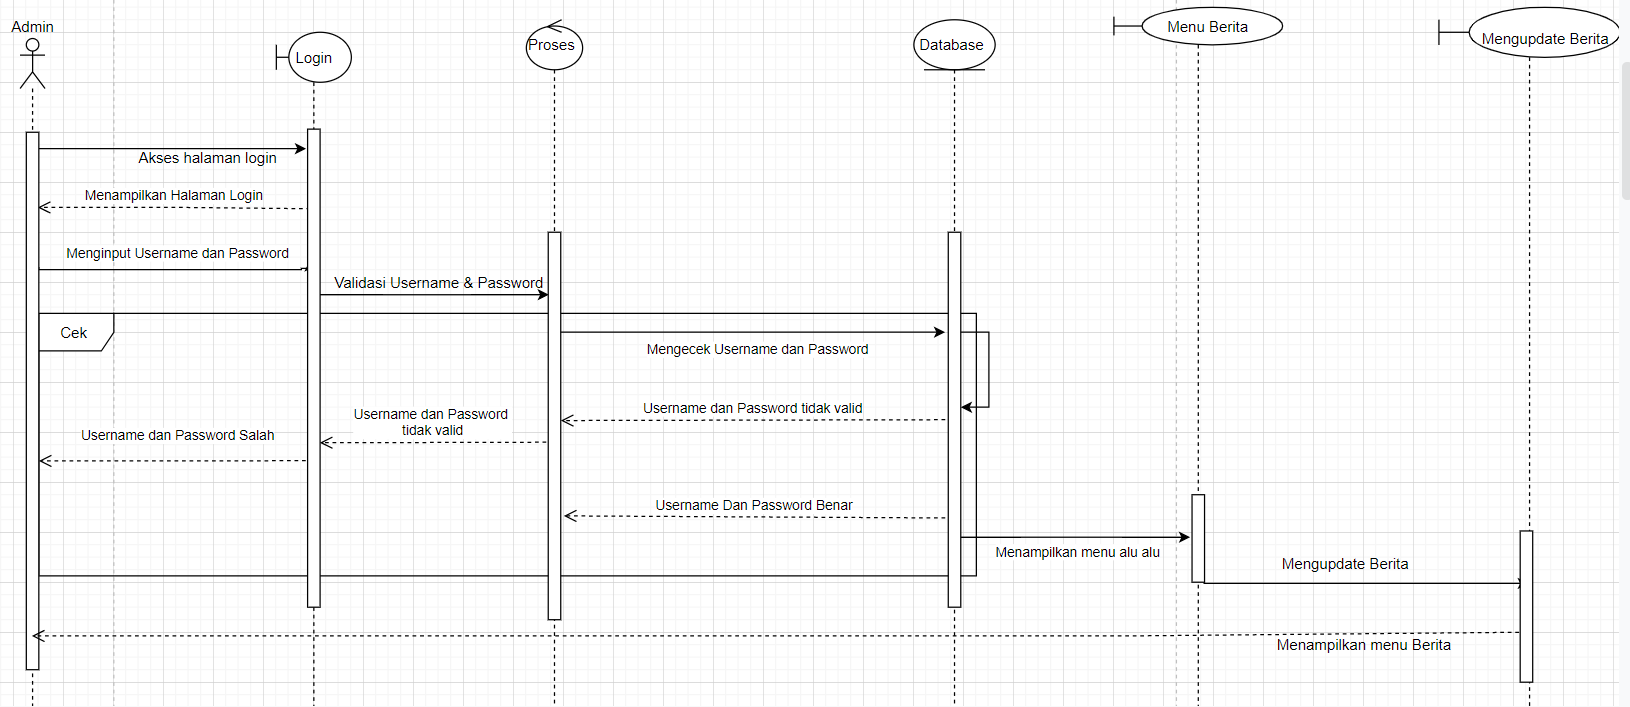 Admin
Login
Proses
Database
Menu Berita
Mengupdate Berita
Akses halaman login
Menampilkan Halaman Login
Menginput Username dan Password
Validasi Username & Password
Cek
Mengecek Username dan Password
Username dan Password tidak valid
Username dan Password
tidak valid
Username dan Password Salah
Username Dan Password Benar
Menampilkan menu alu alu
Mengupdate Berita
Menampilkan menu Berita